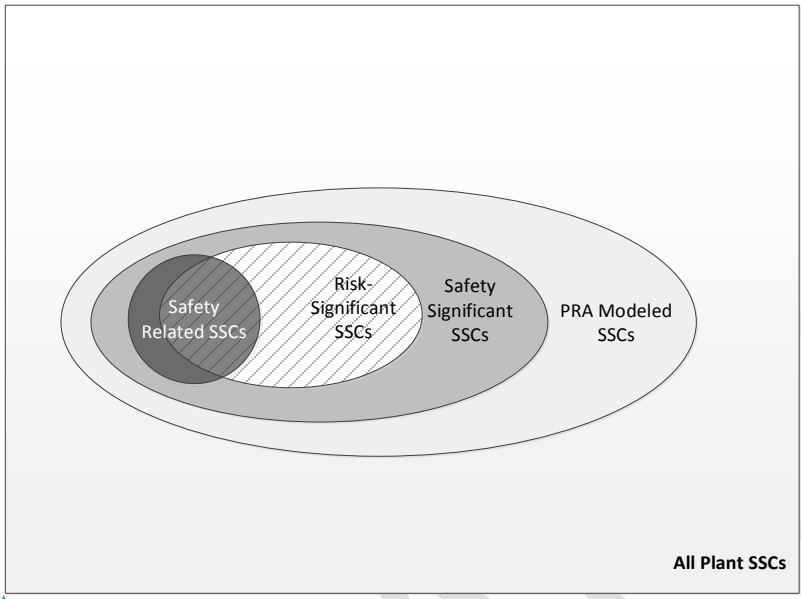 Safety
Related SSCs
Risk-
Significant
SSCs
Safety
Significant
SSCs
PRA Modeled
SSCs
All Plant SSCs